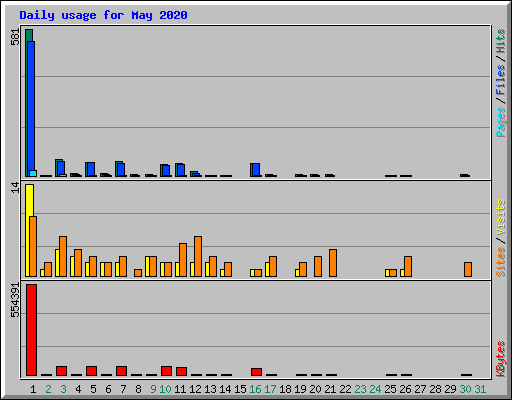 Daily usage for May 2020
581
Pages / Files / Hits
14
Sites / Visits
554391
KBytes
1 2 3 4 5 6 7 8 9 10 11 12 13 14 15 16 17 18 19 20 21 22 23 24 25 26 27 28 29 30 31